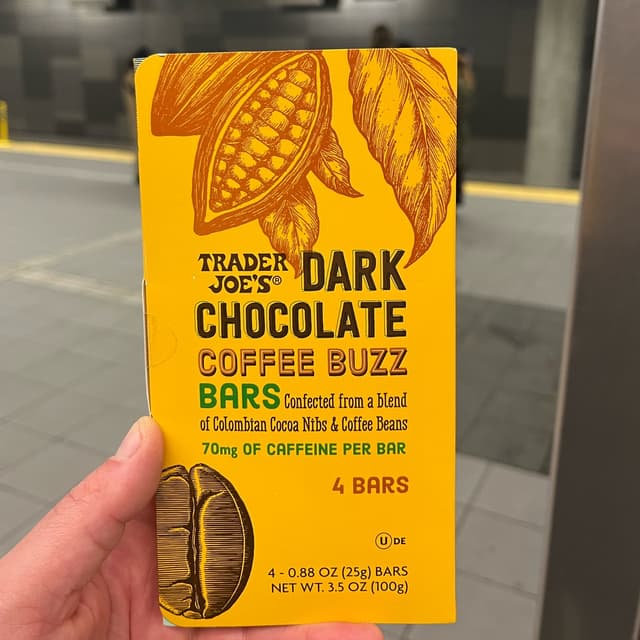 TRADER JOE'S® DARK
CHOCOLATE
COFFEE BUZZ
BARS Confected from a blend
of Colombian Cocoa Nibs & Coffee Beans
70mg OF CAFFEINE PER BAR
4 BARS
U DE
4 - 0.88 OZ (25g) BARS
NET WT. 3.5 OZ (100g)